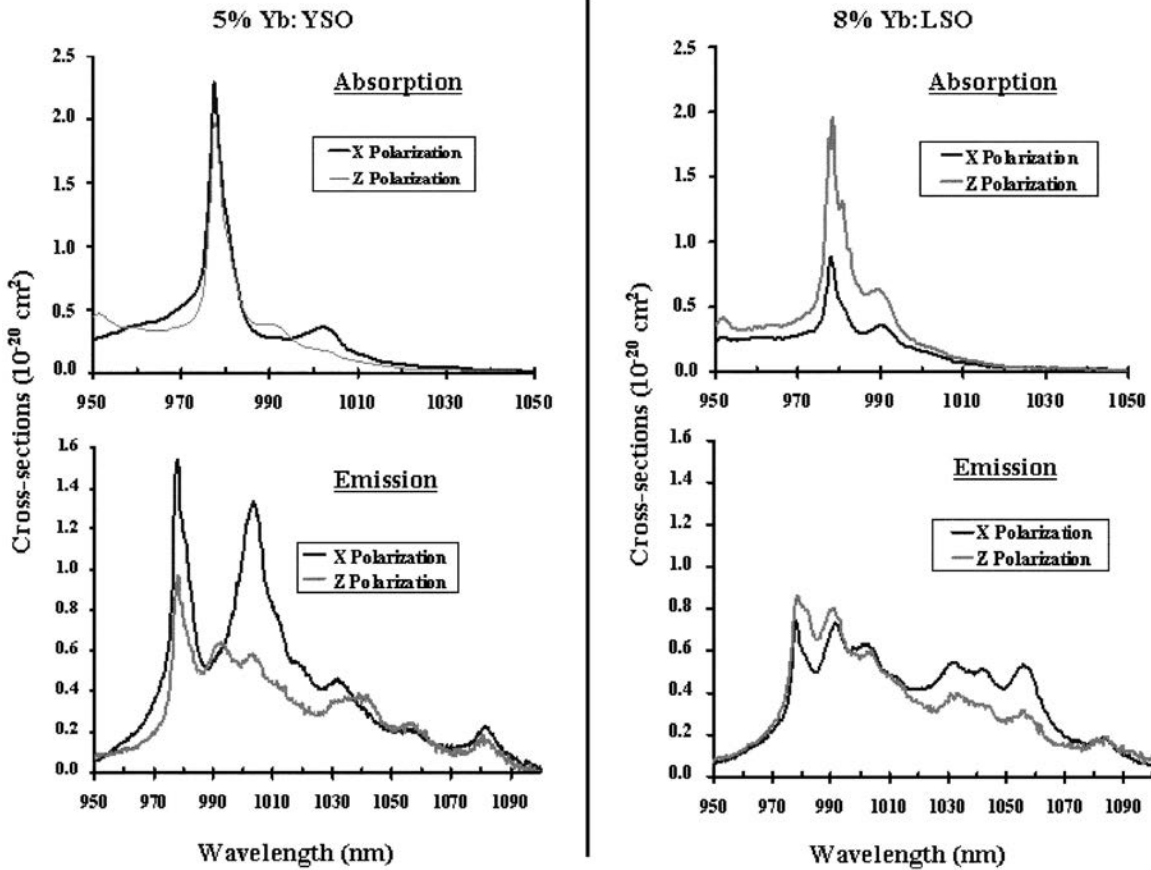 5% Yb: YSO
Absorption
X Polarization
Z Polarization
2.5
2.0
1.5
1.0
0.5
0.0
950 970 990 1010 1030 1050
Emission
X Polarization
Z Polarization
1.6
1.4
1.2
1.0
0.8
0.6
0.4
0.2
0.0
950 970 990 1010 1030 1050 1070 1090
Cross-sections (10⁻²⁰ cm²)
Wavelength (nm)
8% Yb:LSO
Absorption
X Polarization
Z Polarization
2.5
2.0
1.5
1.0
0.5
0.0
950 970 990 1010 1030 1050
Emission
X Polarization
Z Polarization
1.6
1.4
1.2
1.0
0.8
0.6
0.4
0.2
0.0
950 970 990 1010 1030 1050 1070 1090
Cross-sections (10⁻²⁰ cm²)
Wavelength (nm)